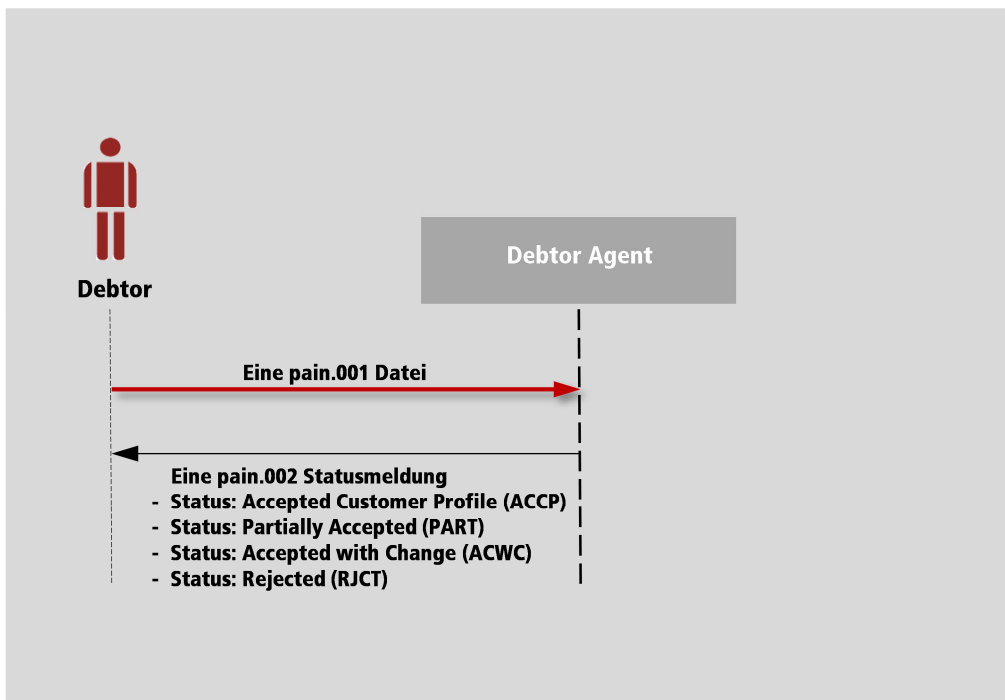 Debtor Agent
Debtor
Eine pain.001 Datei
Eine pain.002 Statusmeldung
- Status: Accepted Customer Profile (ACCP)
- Status: Partially Accepted (PART)
- Status: Accepted with Change (ACWC)
- Status: Rejected (RJCT)